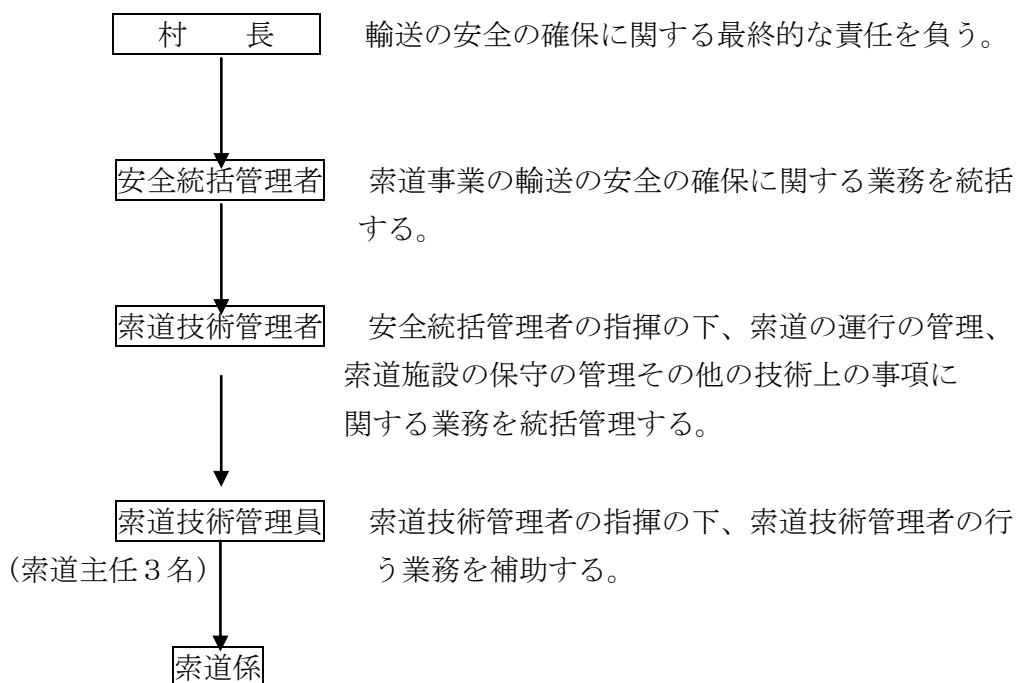 村　　長　輸送の安全の確保に関する最終的な責任を負う。
安全統括管理者　索道事業の輸送の安全の確保に関する業務を統括
する。
索道技術管理者　安全統括管理者の指揮の下、索道の運行の管理、
索道施設の保守の管理その他の技術上の事項に
関する業務を統括管理する。
索道技術管理員　索道技術管理者の指揮の下、索道技術管理者の行
（索道主任３名）　う業務を補助する。
索道係